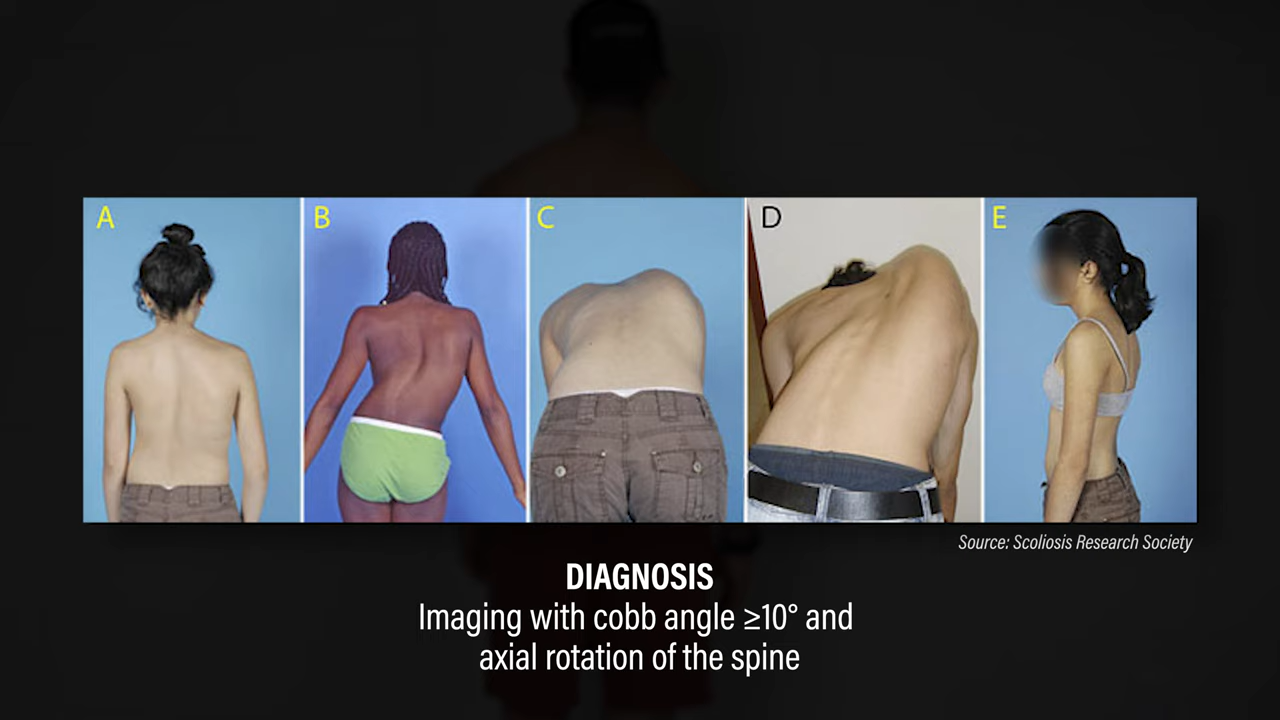 A
B
C
D
E
Source: Scoliosis Research Society
DIAGNOSIS
Imaging with cobb angle ≥10° and
axial rotation of the spine